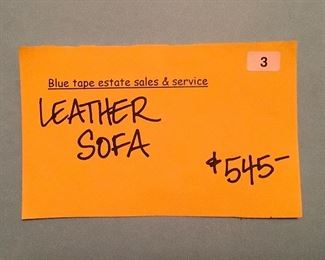 3
Blue tape estate sales & service
LEATHER
SOFA
$545-